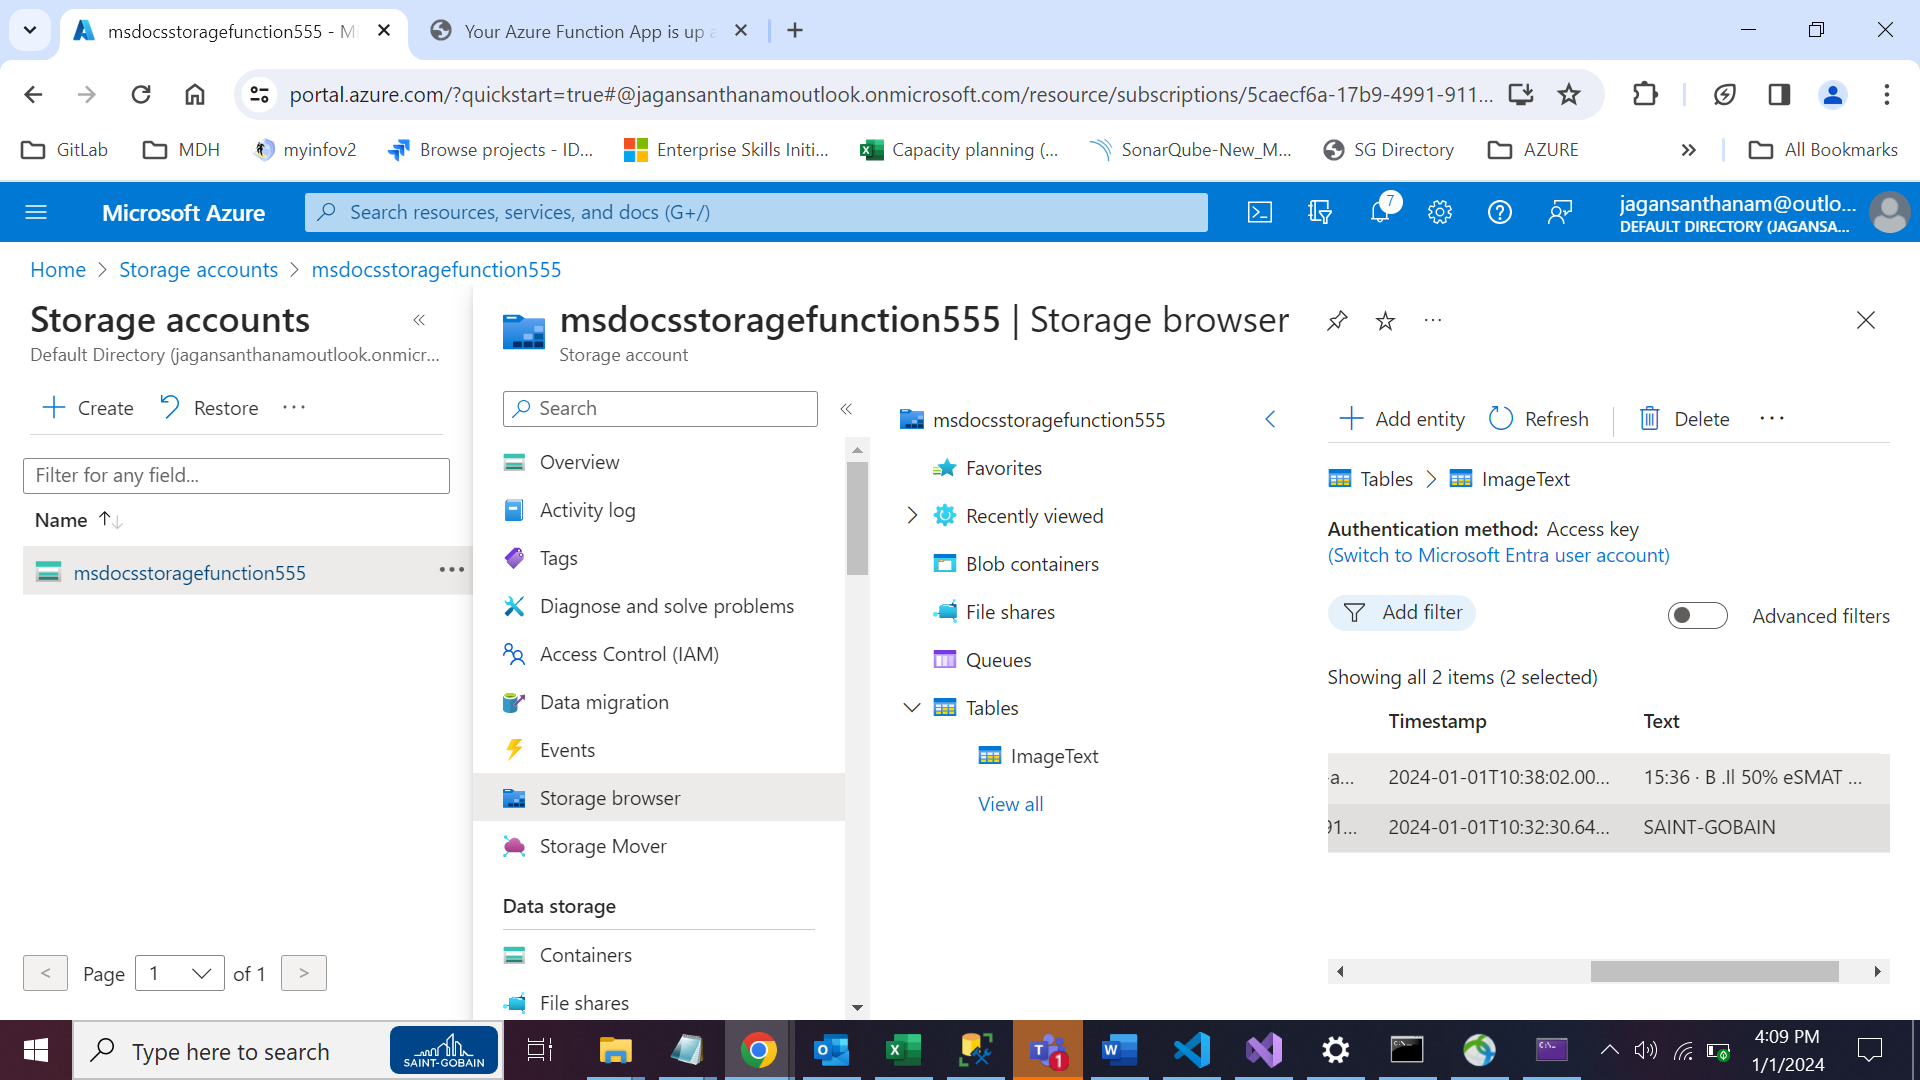 msdocsstoragefunction555 - Mi
Your Azure Function App is up a
portal.azure.com/?quickstart=true#@jagansanthanamoutlook.onmicrosoft.com/resource/subscriptions/5caecf6a-17b9-4991-911...
GitLab
MDH
myinfov2
Browse projects - ID...
Enterprise Skills Initi...
Capacity planning (...
SonarQube-New_M...
SG Directory
AZURE
»
All Bookmarks
Microsoft Azure
Search resources, services, and docs (G+/)
7
jagansanthanam@outlo...
DEFAULT DIRECTORY (JAGANSA...
Home > Storage accounts > msdocsstoragefunction555
Storage accounts
«
Default Directory (jagansanthanamoutlook.onmicr...
Create
Restore
...
Filter for any field...
Name ↑↓
msdocsstoragefunction555
...
< Page 1 of 1 >
msdocsstoragefunction555 | Storage browser
...
Storage account
Search
«
Overview
Activity log
Tags
Diagnose and solve problems
Access Control (IAM)
Data migration
Events
Storage browser
Storage Mover
Data storage
Containers
File shares
msdocsstoragefunction555
Favorites
Recently viewed
Blob containers
File shares
Queues
Tables
ImageText
View all
Add entity
Refresh
Delete
...
Tables > ImageText
Authentication method: Access key
(Switch to Microsoft Entra user account)
Add filter
Advanced filters
Showing all 2 items (2 selected)
Timestamp Text
-a... 2024-01-01T10:38:02.00... 15:36 · B .Il 50% eSMAT ...
91... 2024-01-01T10:32:30.64... SAINT-GOBAIN
Type here to search
SAINT-GOBAIN
1
4:09 PM
1/1/2024